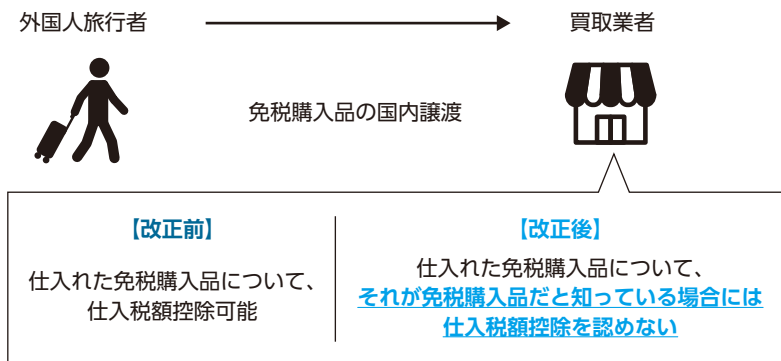 外国人旅行者
買取業者
免税購入品の国内譲渡
【改正前】
仕入れた免税購入品について、
仕入税額控除可能
【改正後】
仕入れた免税購入品について、
それが免税購入品だと知っている場合には
仕入税額控除を認めない